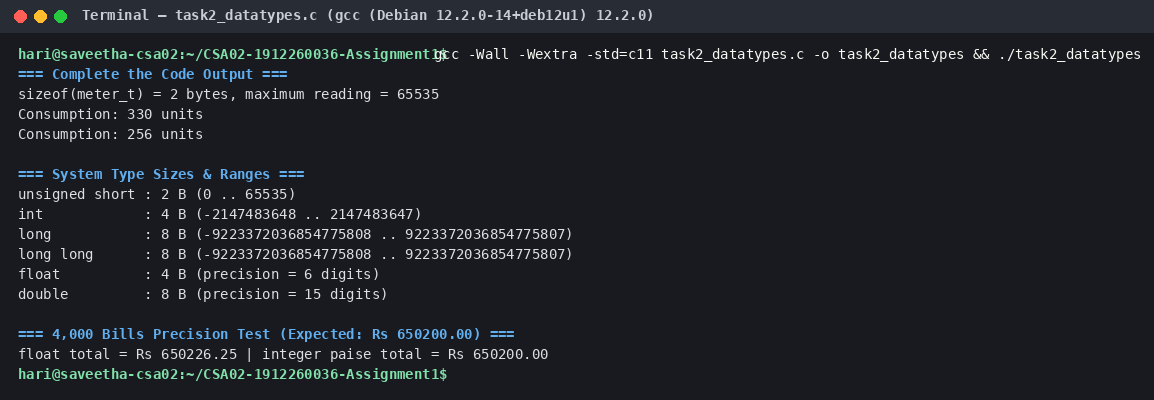 Terminal — task2_datatypes.c (gcc (Debian 12.2.0-14+deb12u1) 12.2.0)
hari@saveetha-csa02:~/CSA02-1912260036-Assignment1$ gcc -Wall -Wextra -std=c11 task2_datatypes.c -o task2_datatypes && ./task2_datatypes
=== Complete the Code Output ===
sizeof(meter_t) = 2 bytes, maximum reading = 65535
Consumption: 330 units
Consumption: 256 units
=== System Type Sizes & Ranges ===
unsigned short : 2 B (0 .. 65535)
int            : 4 B (-2147483648 .. 2147483647)
long           : 8 B (-9223372036854775808 .. 9223372036854775807)
long long      : 8 B (-9223372036854775808 .. 9223372036854775807)
float          : 4 B (precision = 6 digits)
double         : 8 B (precision = 15 digits)
=== 4,000 Bills Precision Test (Expected: Rs 650200.00) ===
float total = Rs 650226.25 | integer paise total = Rs 650200.00
hari@saveetha-csa02:~/CSA02-1912260036-Assignment1$